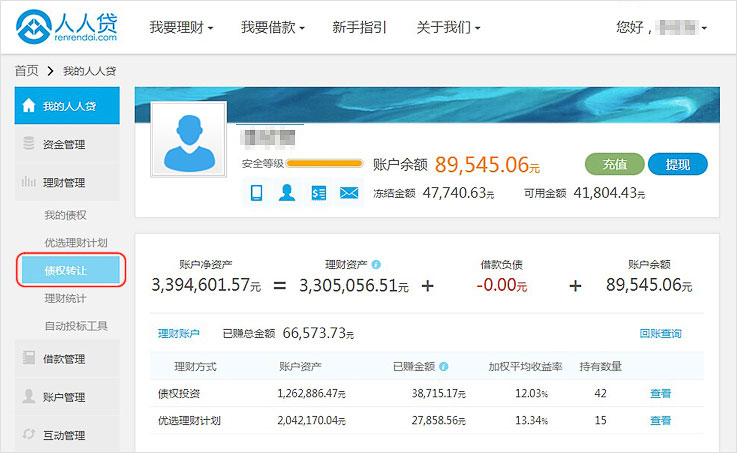 人人贷
renrendai.com
我要理财 我要借款 新手指引 关于我们 您好，
首页 > 我的人人贷
我的人人贷
资金管理
理财管理
我的债权
优选理财计划
债权转让
理财统计
自动投标工具
借款管理
账户管理
互动管理
安全等级 账户余额 89,545.06元 充值 提现
冻结金额 47,740.63元 可用金额 41,804.43元
账户净资产 理财资产 借款负债 账户余额
3,394,601.57元 = 3,305,056.51元 + -0.00元 + 89,545.06元
理财账户 已赚总金额 66,573.73元 回账查询
理财方式 账户资产 已赚金额 加权平均收益率 持有数量
债权投资 1,262,886.47元 38,715.17元 12.03% 42 查看
优选理财计划 2,042,170.04元 27,858.56元 13.34% 15 查看